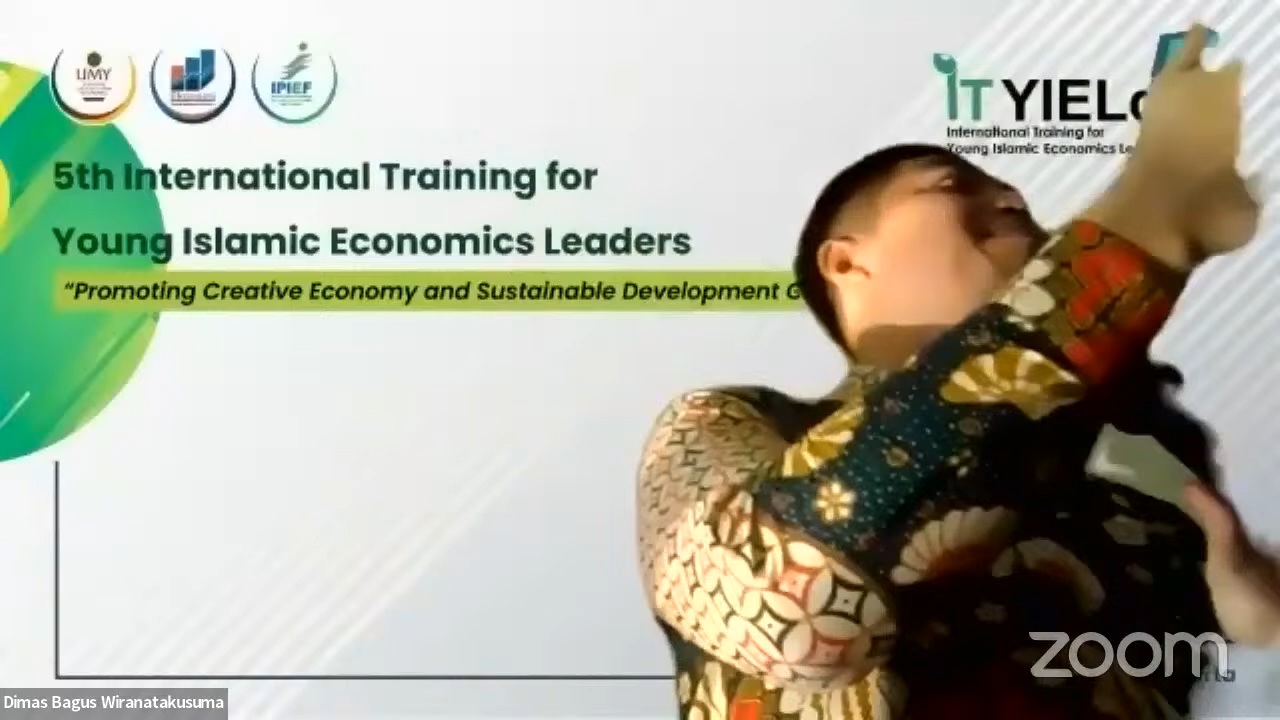 UMY
IPIEF
iT YIEL
International Training for
Young Islamic Economics Le
5th International Training for
Young Islamic Economics Leaders
“Promoting Creative Economy and Sustainable Development G
zoom
Dimas Bagus Wiranatakusuma